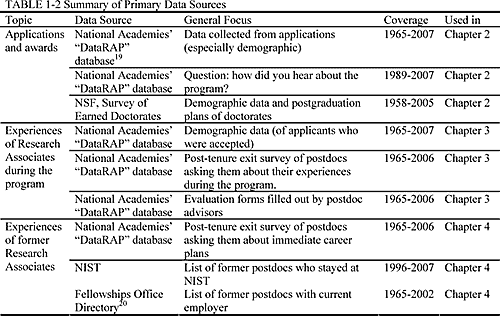 TABLE 1-2 Summary of Primary Data Sources
Topic Data Source General Focus Coverage Used in
Applications National Academies’ Data collected from applications 1965-2007 Chapter 2
and awards “DataRAP” (especially demographic)
database19
National Academies’ Question: how did you hear about the 1989-2007 Chapter 2
“DataRAP” database program?
NSF, Survey of Demographic data and postgraduation 1958-2005 Chapter 2
Earned Doctorates plans of doctorates
Experiences National Academies’ Demographic data (of applicants who 1965-2007 Chapter 3
of Research “DataRAP” database were accepted)
Associates National Academies’ Post-tenure exit survey of postdocs 1965-2006 Chapter 3
during the “DataRAP” database asking them about their experiences
program during the program.
National Academies’ Evaluation forms filled out by postdoc 1965-2006 Chapter 3
“DataRAP” database advisors
Experiences National Academies’ Post-tenure exit survey of postdocs 1965-2006 Chapter 4
of former “DataRAP” database asking them about immediate career
Research plans
Associates NIST List of former postdocs who stayed at 1996-2007 Chapter 4
NIST
Fellowships Office List of former postdocs with current 1965-2002 Chapter 4
Directory20 employer